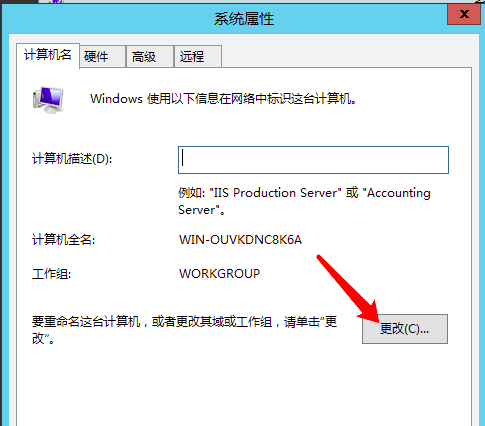 系统属性
x
计算机名 硬件 高级 远程
Windows 使用以下信息在网络中标识这台计算机。
计算机描述(D):
例如: "IIS Production Server" 或 "Accounting
Server"。
计算机全名: WIN-OUVKDNC8K6A
工作组: WORKGROUP
要重命名这台计算机，或者更改其域或工作组，请单击"更
改"。
更改(C)...